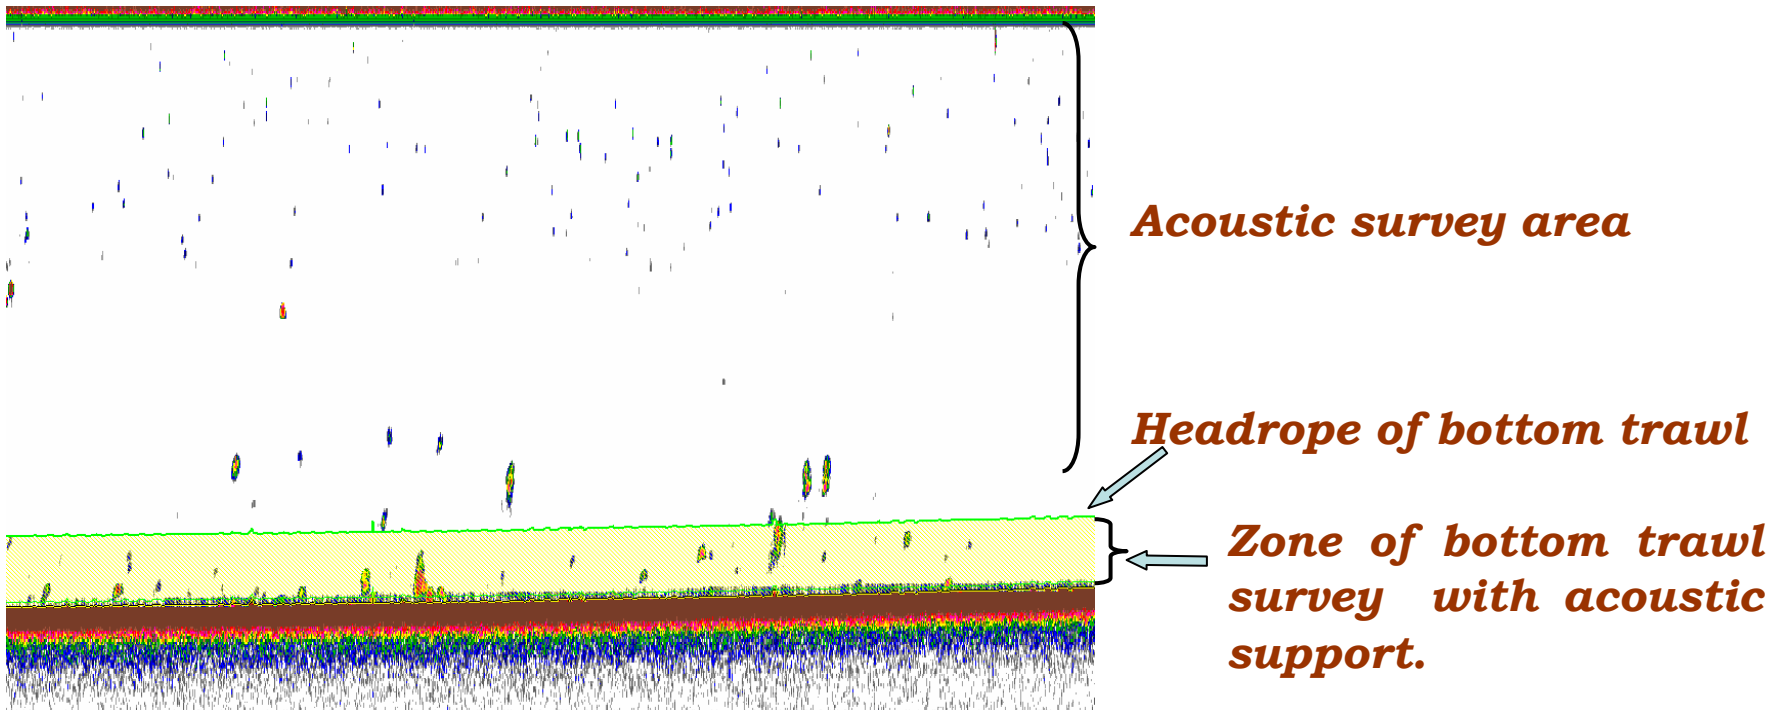 Acoustic survey area
Headrope of bottom trawl
Zone of bottom trawl
survey with acoustic
support.